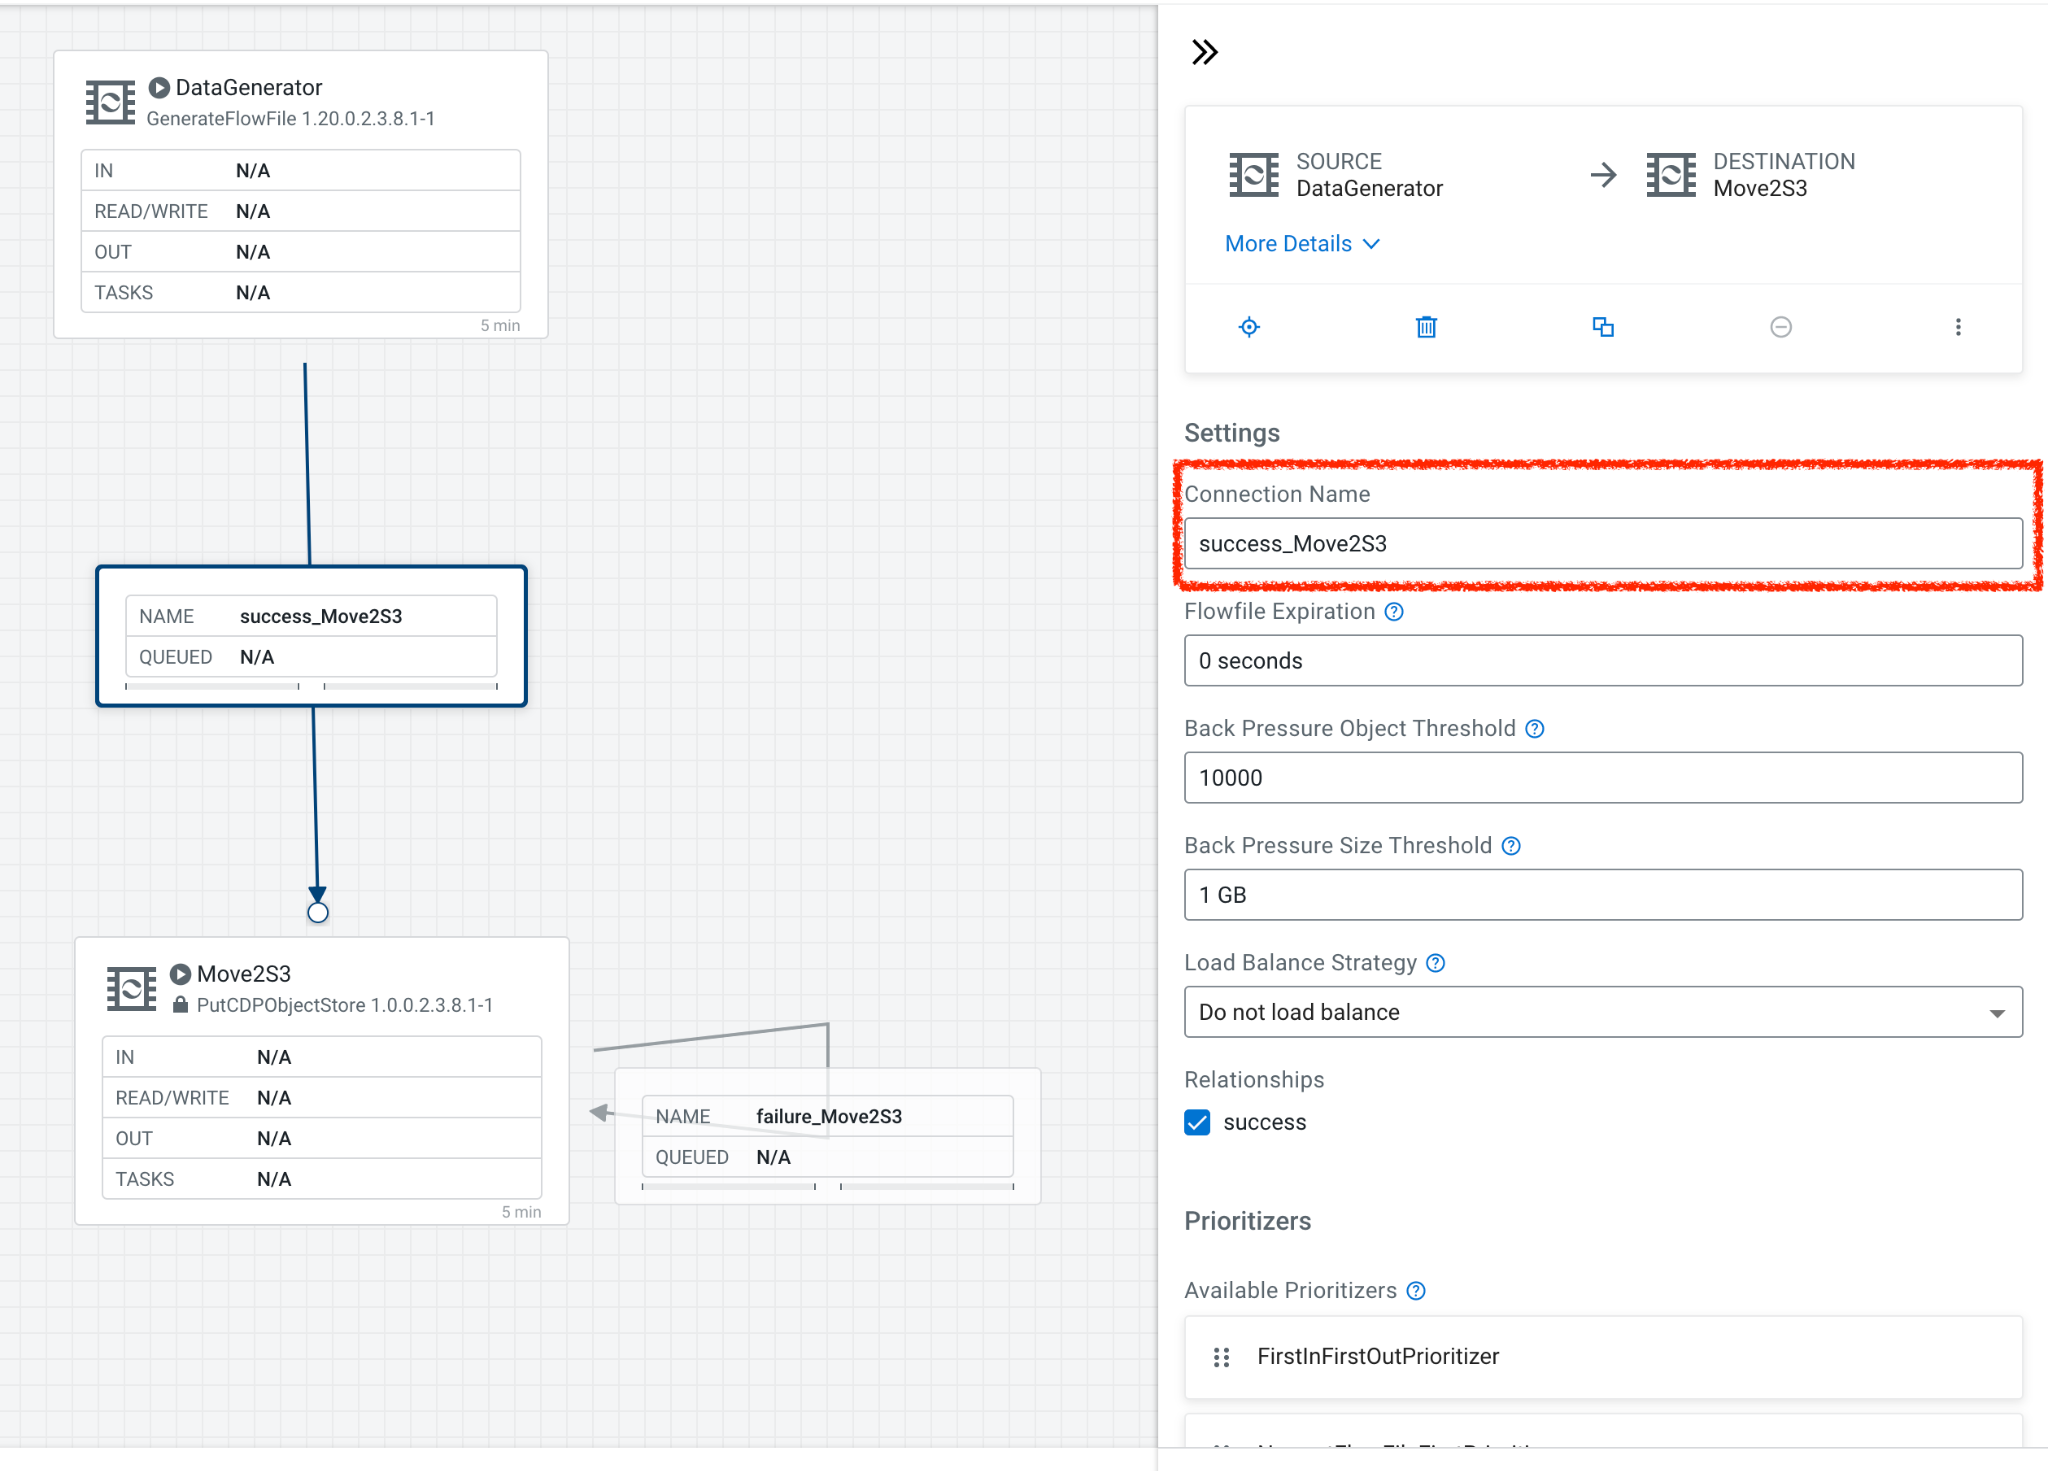 DataGenerator
GenerateFlowFile 1.20.0.2.3.8.1-1
IN N/A
READ/WRITE N/A
OUT N/A
TASKS N/A
5 min
NAME success_Move2S3
QUEUED N/A
Move2S3
PutCDPObjectStore 1.0.0.2.3.8.1-1
IN N/A
READ/WRITE N/A
OUT N/A
TASKS N/A
5 min
NAME failure_Move2S3
QUEUED N/A
SOURCE
DataGenerator
DESTINATION
Move2S3
More Details
Settings
Connection Name
success_Move2S3
Flowfile Expiration
0 seconds
Back Pressure Object Threshold
10000
Back Pressure Size Threshold
1 GB
Load Balance Strategy
Do not load balance
Relationships
success
Prioritizers
Available Prioritizers
FirstInFirstOutPrioritizer